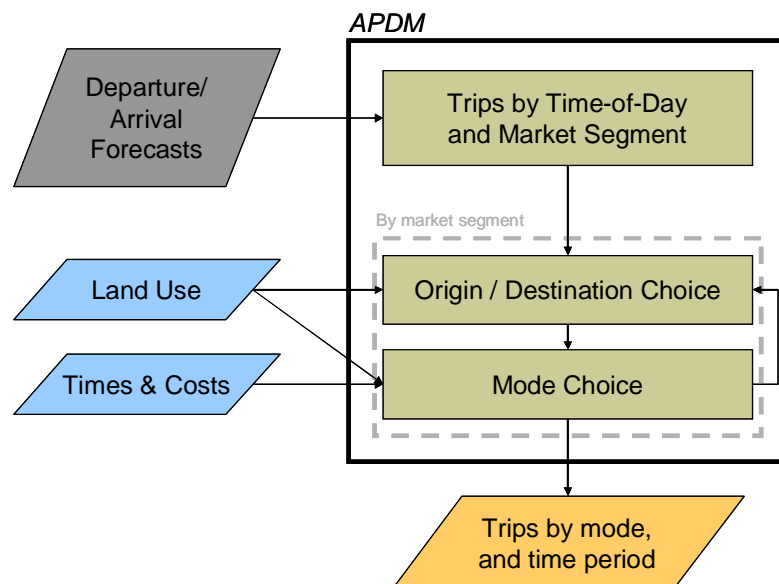 APDM
Departure/
Arrival
Forecasts
Trips by Time-of-Day
and Market Segment
By market segment
Land Use
Origin / Destination Choice
Times & Costs
Mode Choice
Trips by mode,
and time period